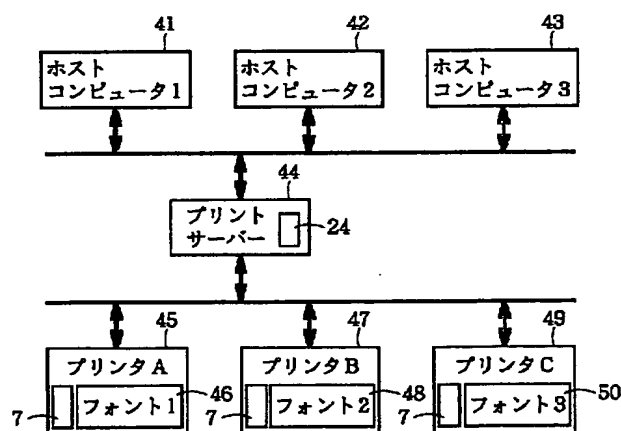 41
42
43
ホスト
コンピュータ1
ホスト
コンピュータ2
ホスト
コンピュータ3
44
プリント
サーバー
24
45
47
49
プリンタA
プリンタB
プリンタC
7
フォント1
46
7
フォント2
48
7
フォント3
50